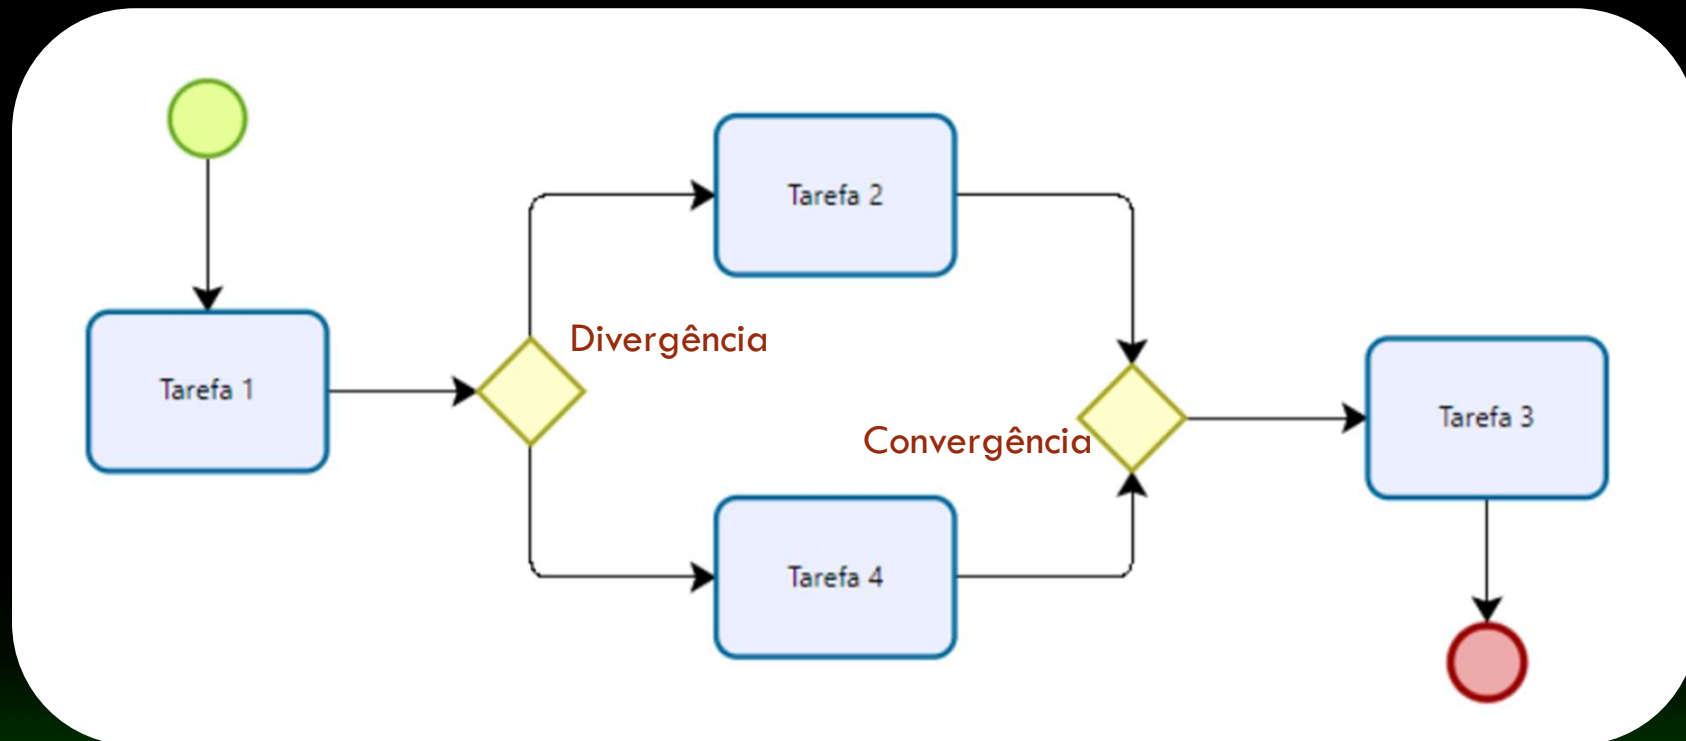 Tarefa 2
Divergência
Tarefa 1
Convergência
Tarefa 3
Tarefa 4